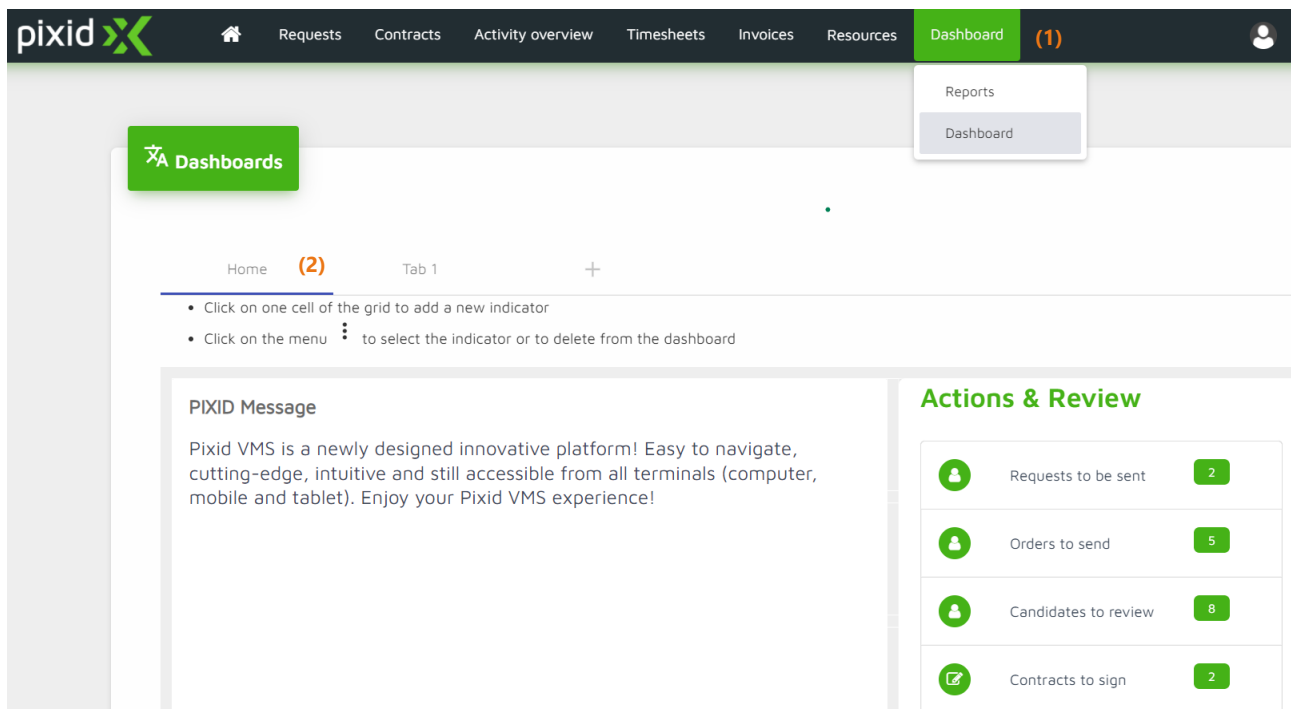 pixid
Requests Contracts Activity overview Timesheets Invoices Resources Dashboard (1)
Reports
Dashboard
Dashboards
Home (2) Tab 1 +
• Click on one cell of the grid to add a new indicator
• Click on the menu ⋮ to select the indicator or to delete from the dashboard
PIXID Message
Pixid VMS is a newly designed innovative platform! Easy to navigate,
cutting-edge, intuitive and still accessible from all terminals (computer,
mobile and tablet). Enjoy your Pixid VMS experience!
Actions & Review
Requests to be sent 2
Orders to send 5
Candidates to review 8
Contracts to sign 2